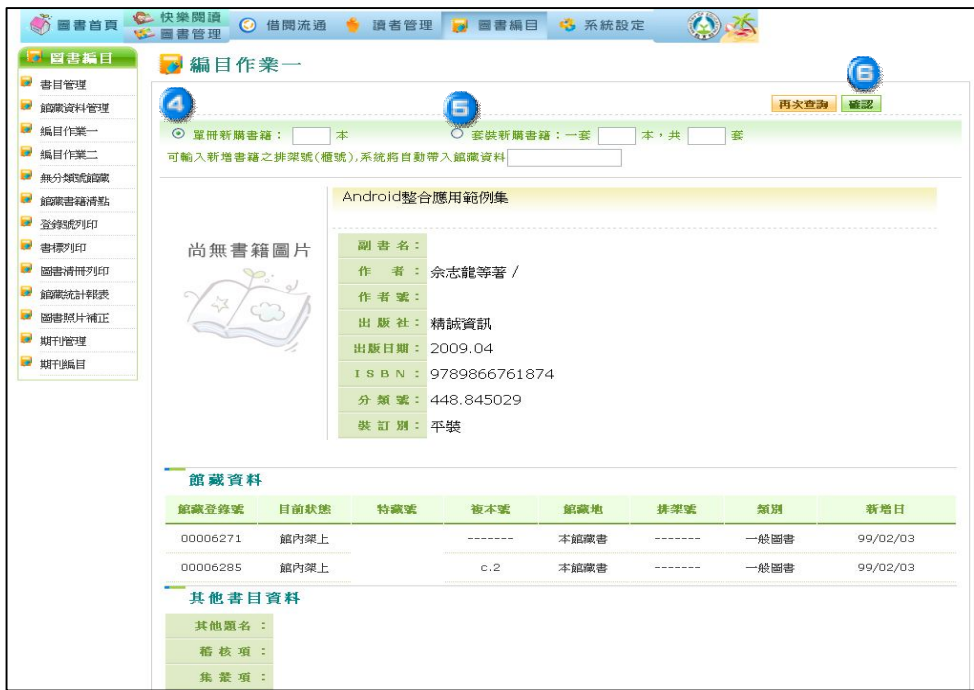 圖書首頁 快樂閱讀 圖書管理 借閱流通 讀者管理 圖書編目 系統設定
圖書編目
書目管理
館藏資料管理
編目作業一
編目作業二
無分類號館藏
館藏書籍清點
登錄號列印
書標列印
圖書清冊列印
館藏統計報表
圖書照片補正
期刊管理
期刊編目
編目作業一
6
再次查詢 確認
4 5
單冊新購書籍: 本 套裝新購書籍:一套 本,共 套
可輸入新增書籍之排架號(櫃號),系統將自動帶入館藏資料
Android整合應用範例集
尚無書籍圖片
副書名:
作 者: 佘志龍等著 /
作者號:
出版社: 精誠資訊
出版日期: 2009.04
ISBN: 9789866761874
分類號: 448.845029
裝訂別: 平裝
館藏資料
館藏登錄號 目前狀態 特藏號 複本號 館藏地 排架號 類別 新增日
00006271 館內架上 ------- 本館藏書 ------- 一般圖書 99/02/03
00006285 館內架上 c.2 本館藏書 ------- 一般圖書 99/02/03
其他書目資料
其他題名:
稽核項:
集叢項: